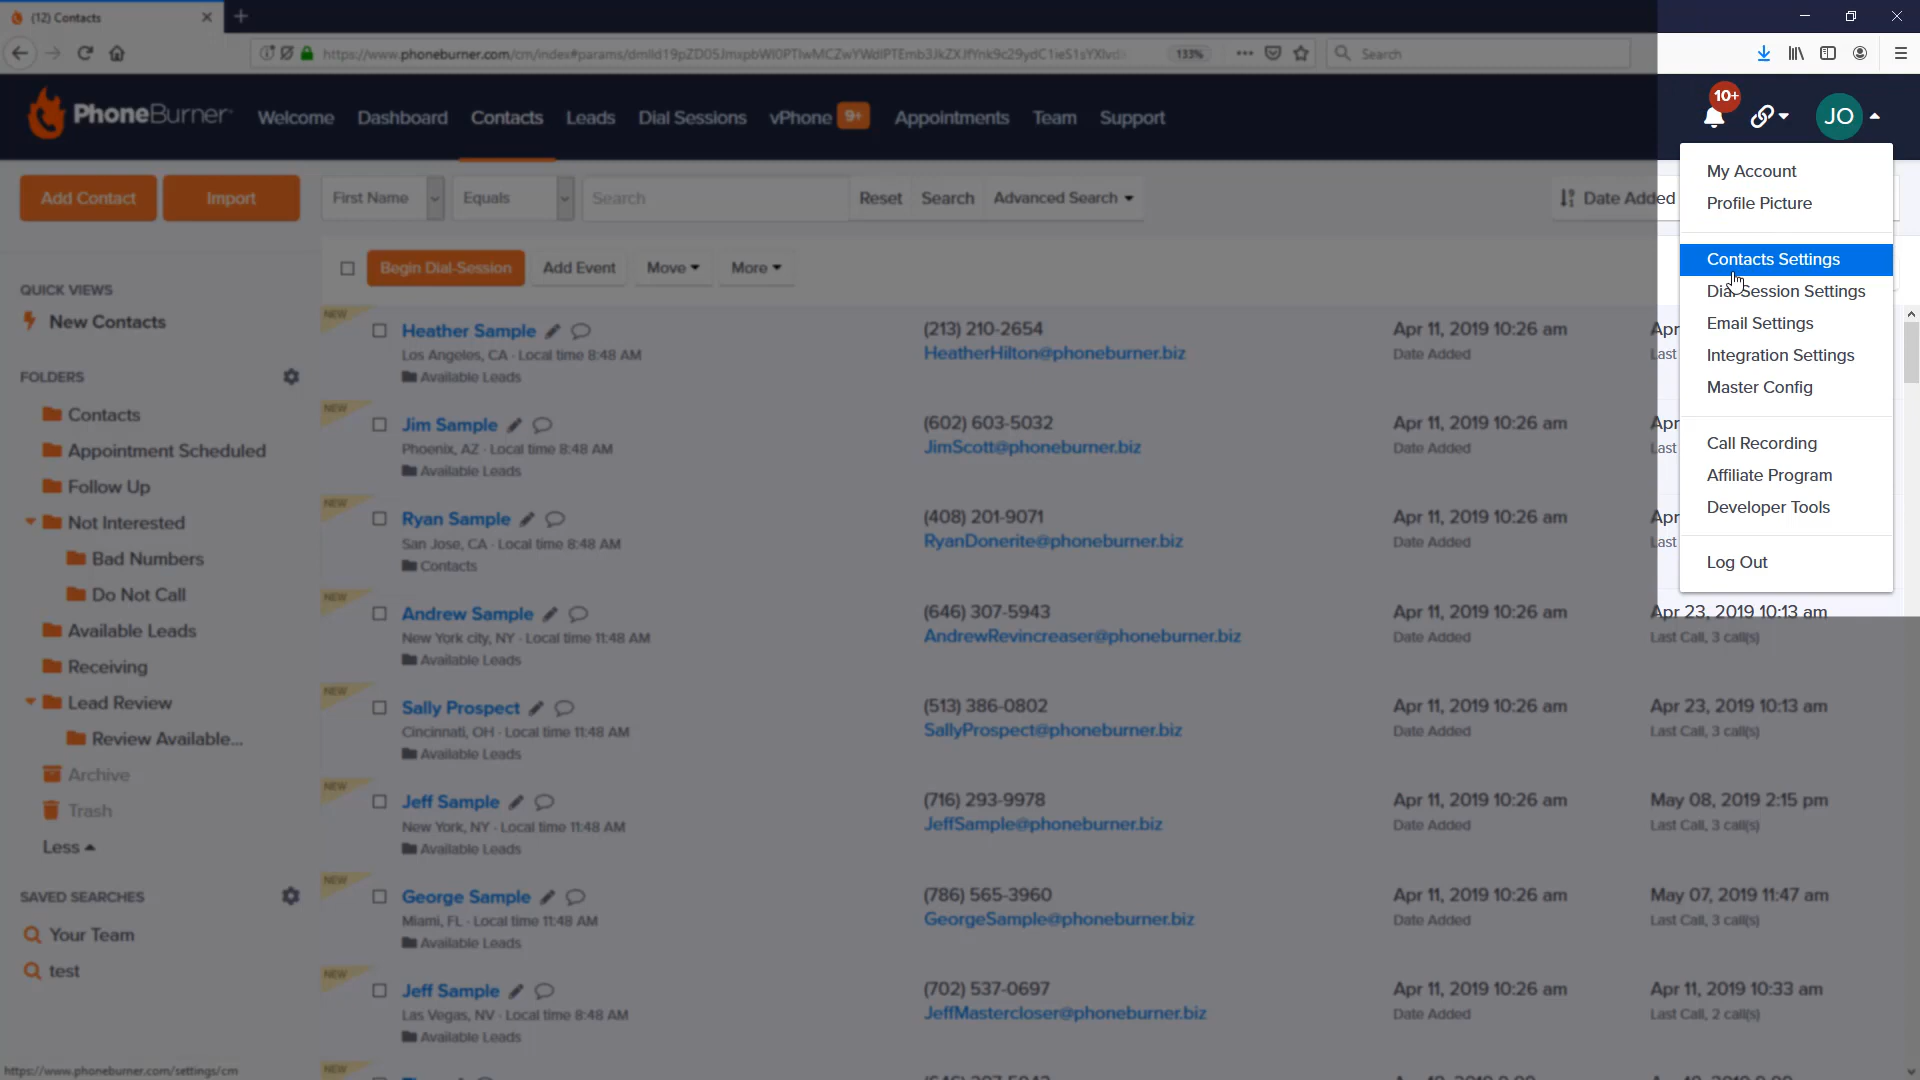 (12) Contacts
https://www.phoneburner.com/cm/index#params/
133%
Search
PhoneBurner
Welcome
Dashboard
Contacts
Leads
Dial Sessions
vPhone 9+
Appointments
Team
Support
10+
JO
My Account
Profile Picture
Contacts Settings
Dial Session Settings
Email Settings
Integration Settings
Master Config
Call Recording
Affiliate Program
Developer Tools
Log Out
Add Contact
Import
First Name
Equals
Search
Reset
Search
Advanced Search
Date Added
Begin Dial-Session
Add Event
Move
More
QUICK VIEWS
New Contacts
FOLDERS
Contacts
Appointment Scheduled
Follow Up
Not Interested
Bad Numbers
Do Not Call
Available Leads
Receiving
Lead Review
Review Available...
Archive
Trash
Less
SAVED SEARCHES
Your Team
test
NEW
Heather Sample
(213) 210-2654
Apr 11, 2019 10:26 am
Apr
Los Angeles, CA - Local time 8:48 AM
HeatherHilton@phoneburner.biz
Date Added
Last
Available Leads
NEW
Jim Sample
(602) 603-5032
Apr 11, 2019 10:26 am
Apr
Phoenix, AZ - Local time 8:48 AM
JimScott@phoneburner.biz
Date Added
Last
Available Leads
NEW
Ryan Sample
(408) 201-9071
Apr 11, 2019 10:26 am
Apr
San Jose, CA - Local time 8:48 AM
RyanDonerite@phoneburner.biz
Date Added
Last
Contacts
NEW
Andrew Sample
(646) 307-5943
Apr 11, 2019 10:26 am
Apr 23, 2019 10:13 am
New York city, NY - Local time 11:48 AM
AndrewRevincreaser@phoneburner.biz
Date Added
Last Call, 3 call(s)
Available Leads
NEW
Sally Prospect
(513) 386-0802
Apr 11, 2019 10:26 am
Apr 23, 2019 10:13 am
Cincinnati, OH - Local time 11:48 AM
SallyProspect@phoneburner.biz
Date Added
Last Call, 3 call(s)
Available Leads
NEW
Jeff Sample
(716) 293-9978
Apr 11, 2019 10:26 am
May 08, 2019 2:15 pm
New York, NY - Local time 11:48 AM
JeffSample@phoneburner.biz
Date Added
Last Call, 3 call(s)
Available Leads
NEW
George Sample
(786) 565-3960
Apr 11, 2019 10:26 am
May 07, 2019 11:47 am
Miami, FL - Local time 11:48 AM
GeorgeSample@phoneburner.biz
Date Added
Last Call, 3 call(s)
Available Leads
NEW
Jeff Sample
(702) 537-0697
Apr 11, 2019 10:26 am
Apr 11, 2019 10:33 am
Las Vegas, NV - Local time 8:48 AM
JeffMastercloser@phoneburner.biz
Date Added
Last Call, 2 call(s)
Available Leads
NEW
https://www.phoneburner.com/settings/cm